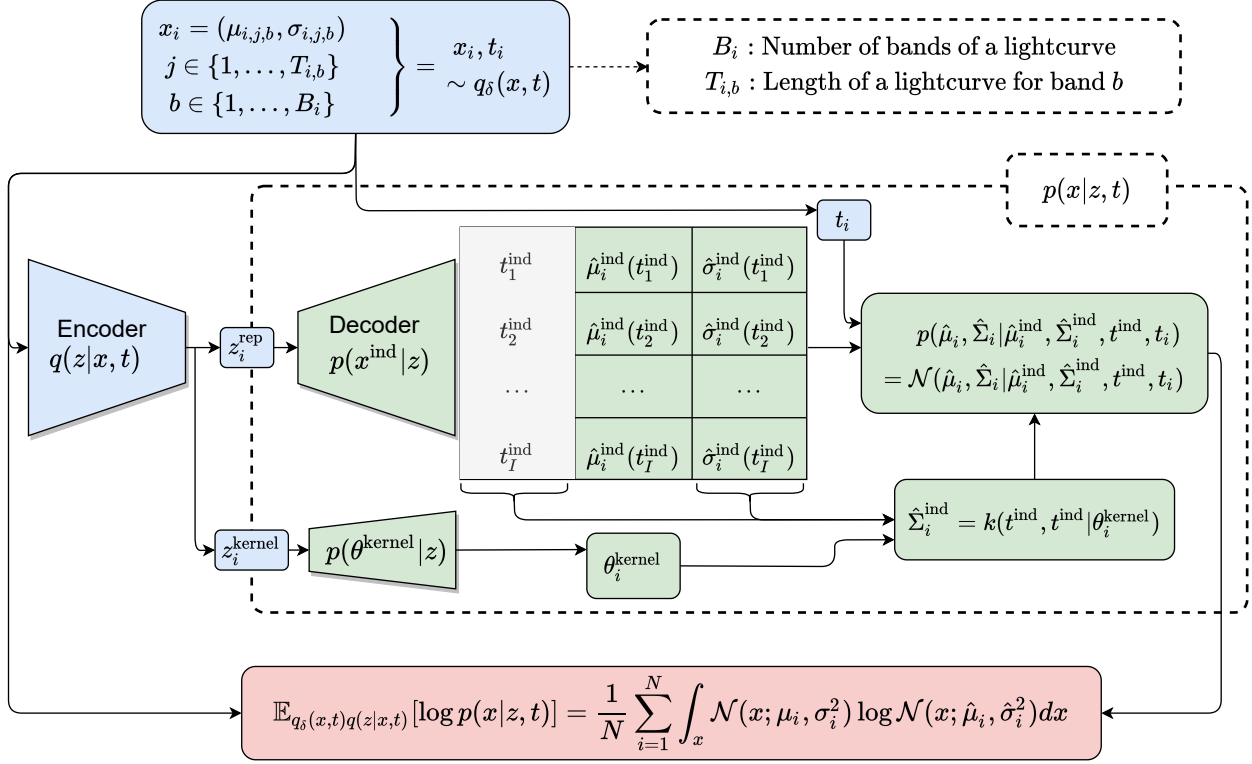 x_i = (μ_{i,j,b}, σ_{i,j,b})
j ∈ {1, …, T_{i,b}}
b ∈ {1, …, B_i}
} = x_i, t_i
∼ q_δ(x, t)
B_i : Number of bands of a lightcurve
T_{i,b} : Length of a lightcurve for band b
p(x|z, t)
t_i
Encoder
q(z|x, t)
z_i^{rep}
Decoder
p(x^{ind}|z)
t_1^{ind} μ̂_i^{ind}(t_1^{ind}) σ̂_i^{ind}(t_1^{ind})
t_2^{ind} μ̂_i^{ind}(t_2^{ind}) σ̂_i^{ind}(t_2^{ind})
… … …
t_I^{ind} μ̂_i^{ind}(t_I^{ind}) σ̂_i^{ind}(t_I^{ind})
p(μ̂_i, Σ̂_i|μ̂_i^{ind}, Σ̂_i^{ind}, t^{ind}, t_i)
= 𝒩(μ̂_i, Σ̂_i|μ̂_i^{ind}, Σ̂_i^{ind}, t^{ind}, t_i)
z_i^{kernel}
p(θ^{kernel}|z)
θ_i^{kernel}
Σ̂_i^{ind} = k(t^{ind}, t^{ind}|θ_i^{kernel})
𝔼_{q_δ(x,t)q(z|x,t)}[log p(x|z, t)] = \frac{1}{N} ∑_{i=1}^{N} ∫_x 𝒩(x; μ_i, σ_i^2) log 𝒩(x; μ̂_i, σ̂_i^2)dx